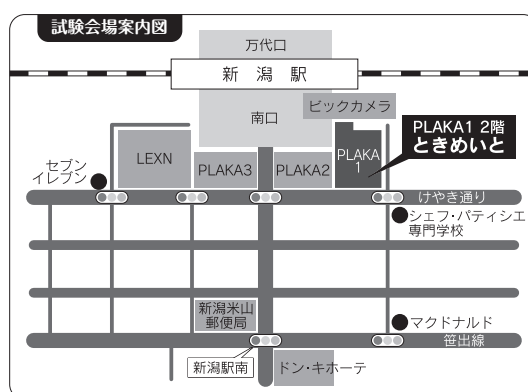 試験会場案内図
万代口
新潟駅
南口
ビックカメラ
PLAKA1 2階
ときめいと
LEXN
PLAKA3
PLAKA2
PLAKA
1
セブン
イレブン
けやき通り
シェフ・パティシエ
専門学校
新潟米山
郵便局
マクドナルド
笹出線
新潟駅南
ドン・キホーテ